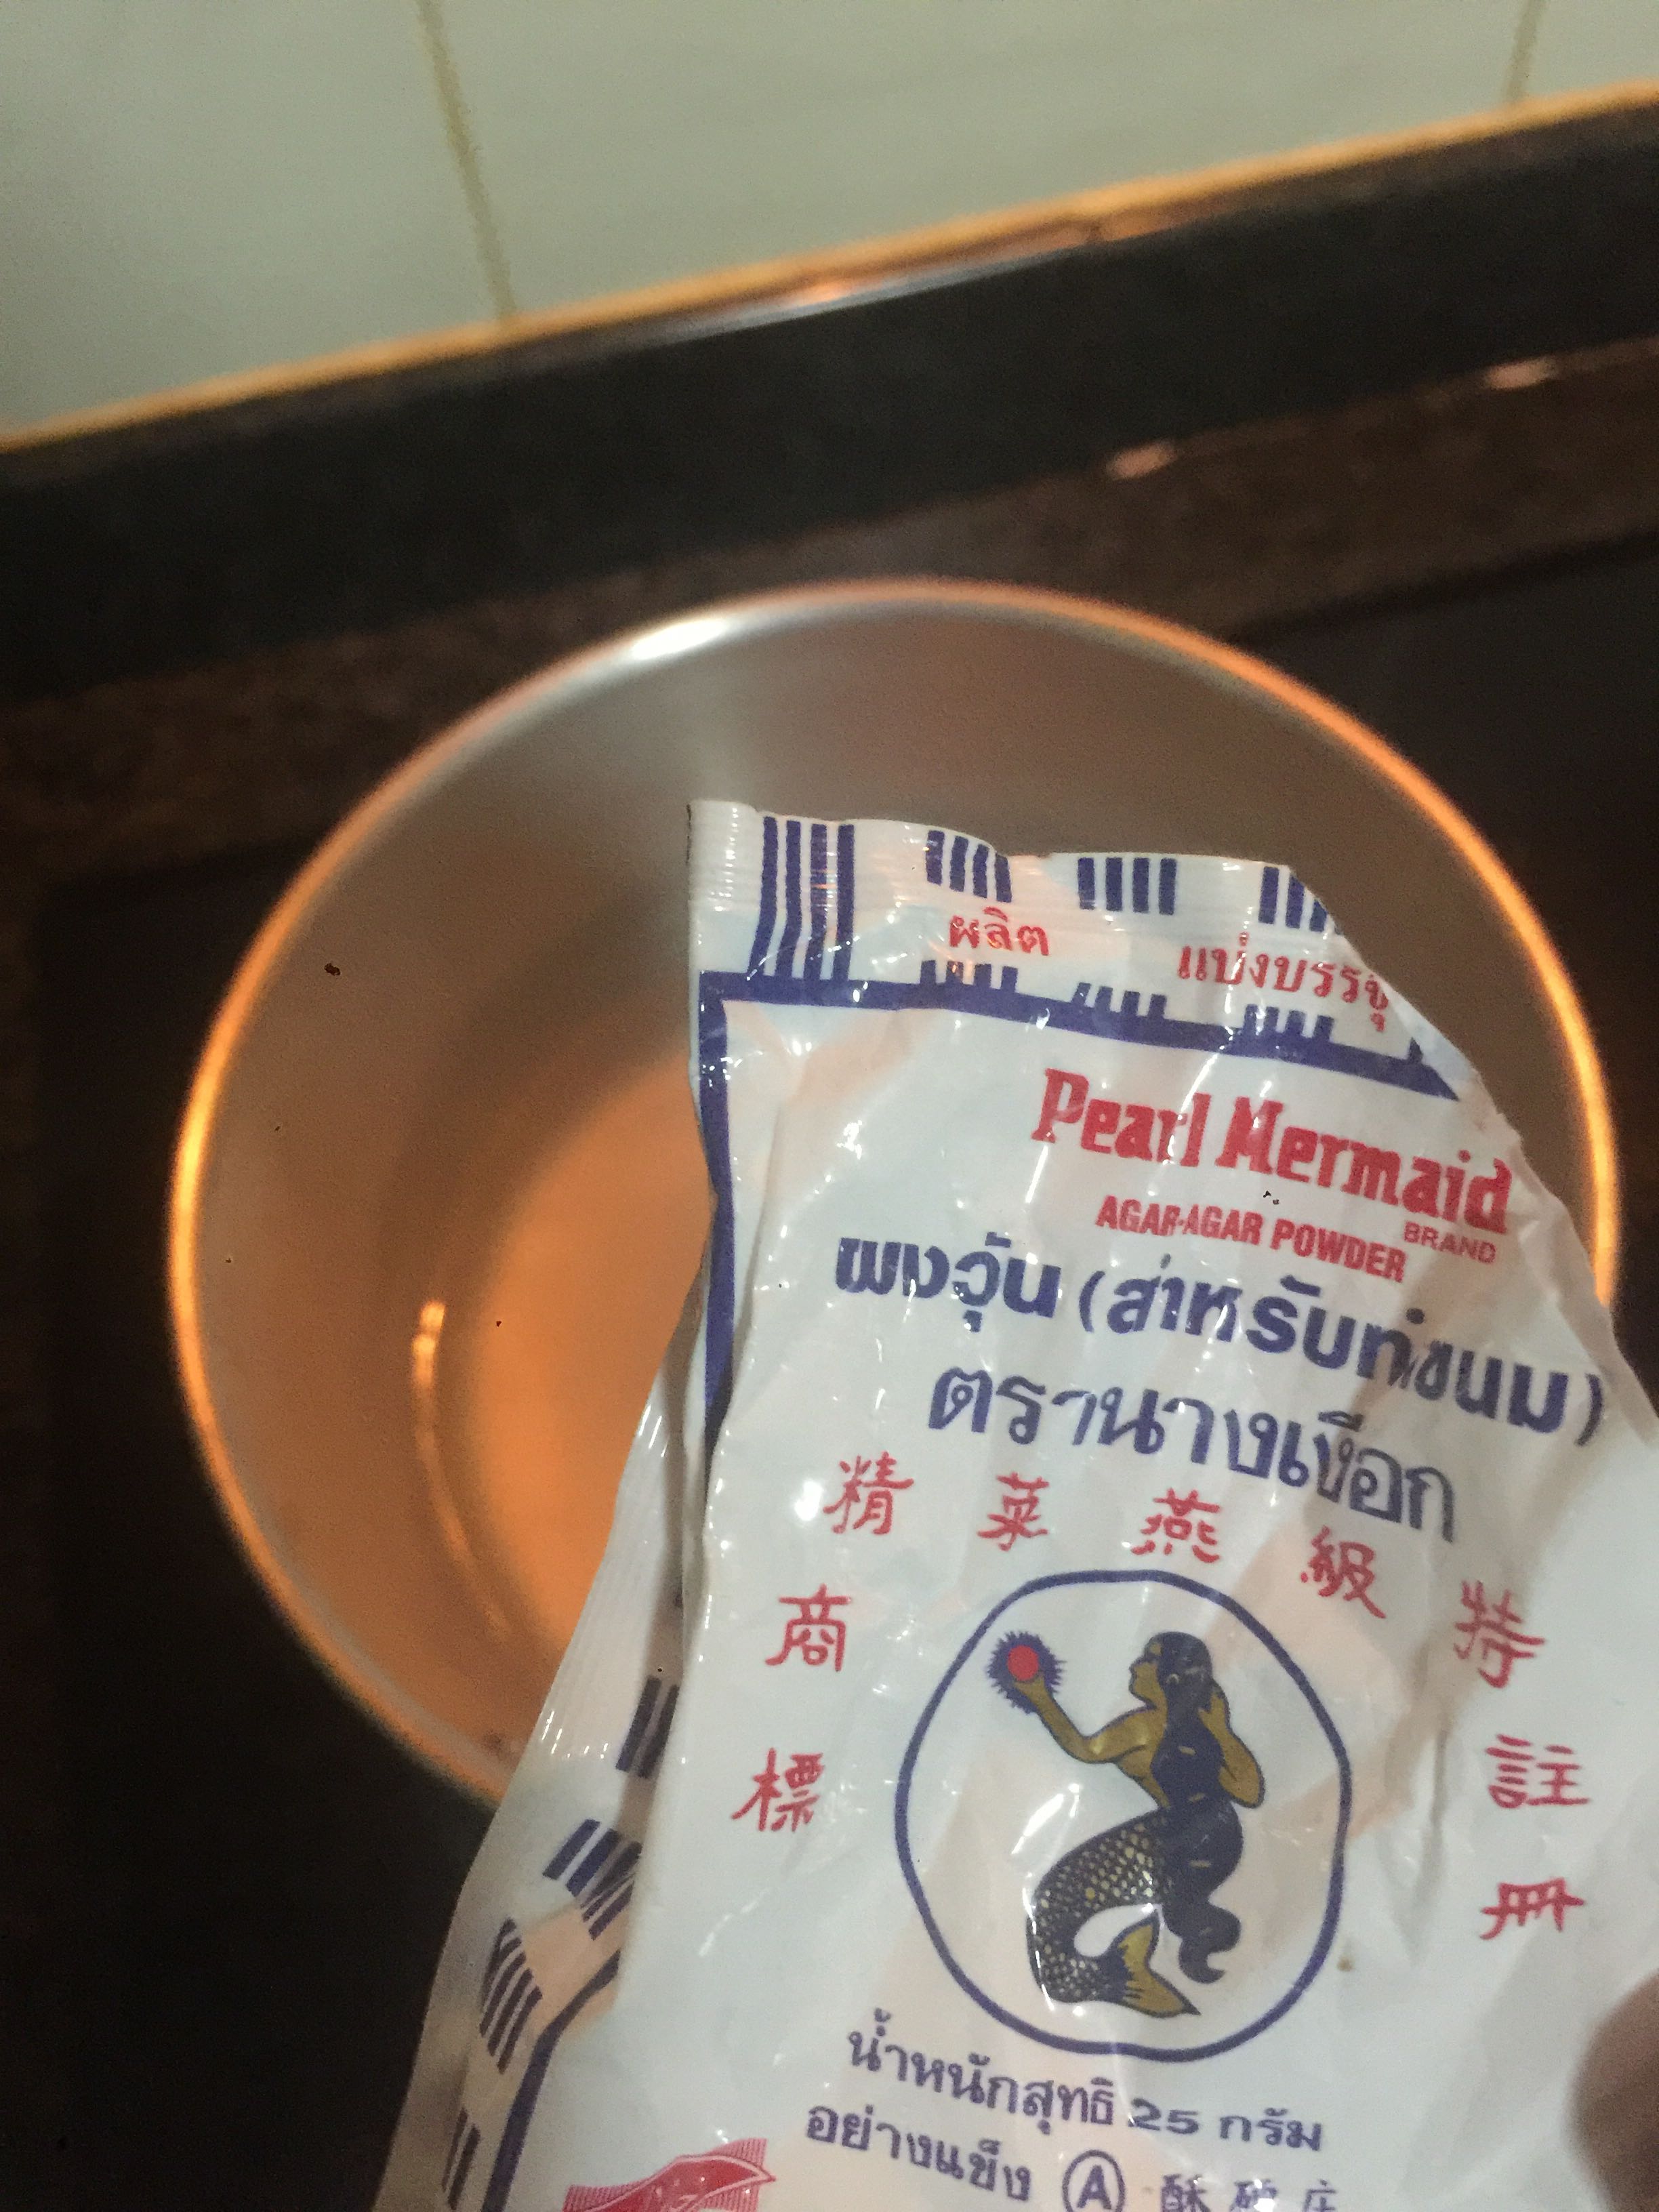 ผลิต แบ่งบรรจุ
Pearl Mermaid
BRAND
AGAR-AGAR POWDER
ผงวุ้น (สำหรับทำขนม)
ตรานางเงือก
精 菜 燕 級 特
商 註
標 冊
น้ำหนักสุทธิ 25 กรัม
อย่างแข็ง A